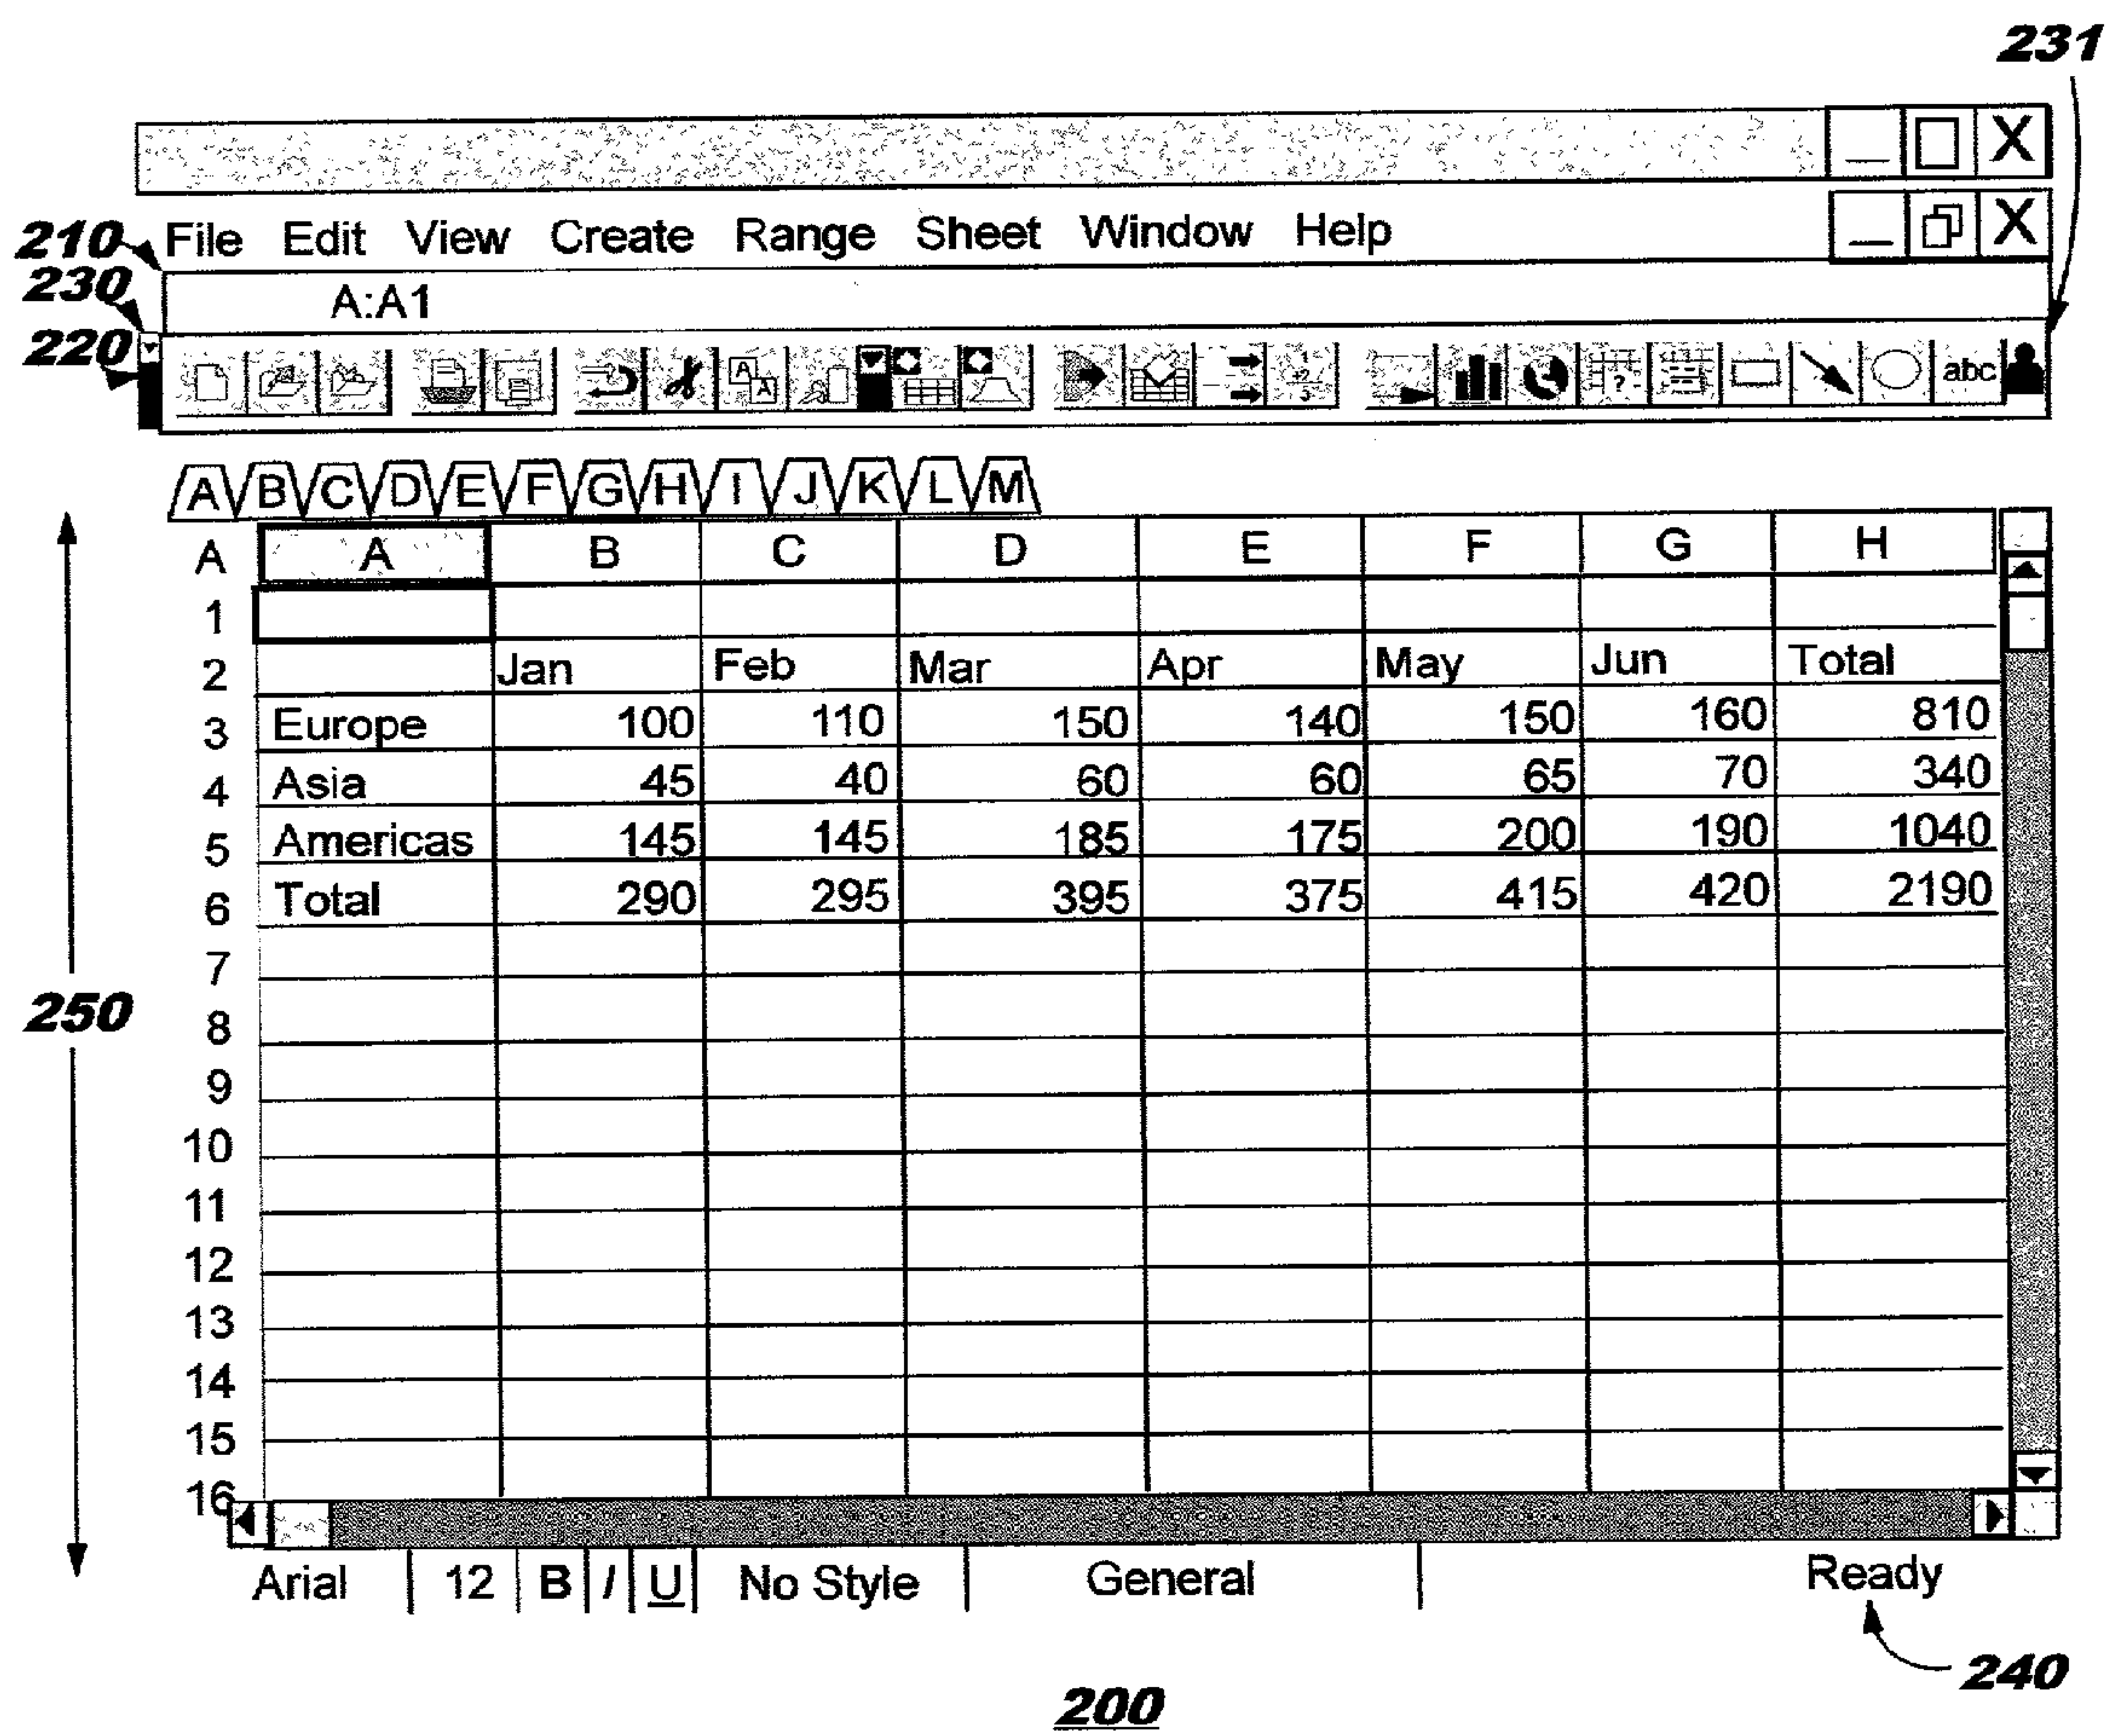 231
X
210 File Edit View Create Range Sheet Window Help X
230 A:A1
220 A A ? abc
A B C D E F G H I J K L M
A A B C D E F G H
1
2 Jan Feb Mar Apr May Jun Total
3 Europe 100 110 150 140 150 160 810
4 Asia 45 40 60 60 65 70 340
5 Americas 145 145 185 175 200 190 1040
6 Total 290 295 395 375 415 420 2190
7
250
8
9
10
11
12
13
14
15
16
Arial 12 B I U No Style General Ready
240
200